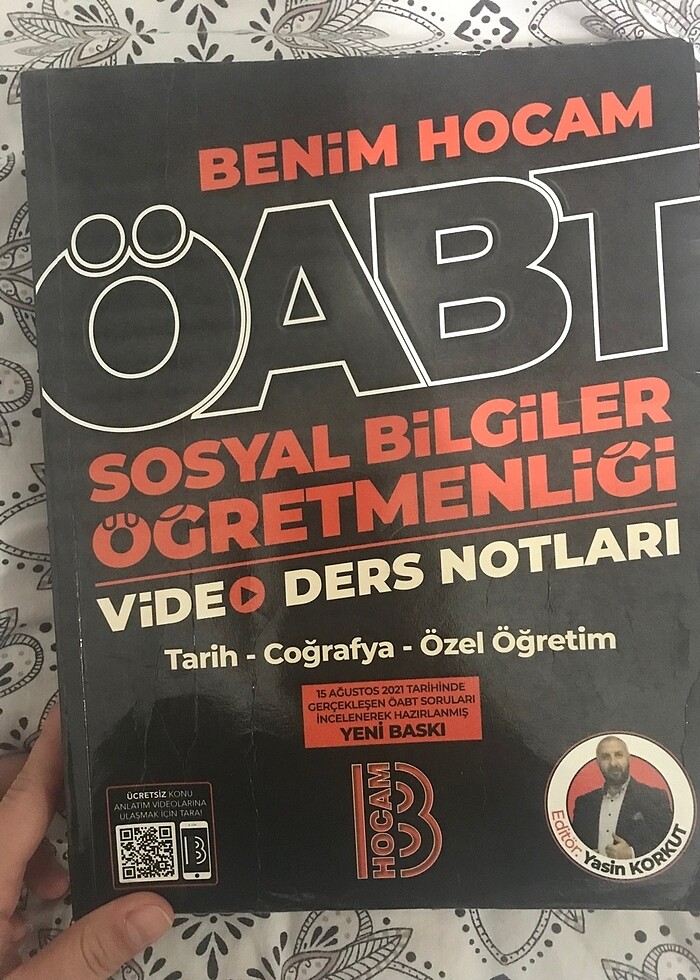 BENİM HOCAM
ÖABT
SOSYAL BİLGİLER
ÖĞRETMENLİĞİ
VİDEO DERS NOTLARI
Tarih - Coğrafya - Özel Öğretim
15 AĞUSTOS 2021 TARİHİNDE
GERÇEKLEŞEN ÖABT SORULARI
İNCELENEREK HAZIRLANMIŞ
YENİ BASKI
ÜCRETSİZ KONU
ANLATIM VİDEOLARINA
ULAŞMAK İÇİN TARA!
B
HOCAM
B
Editör: Yasin KORKUT